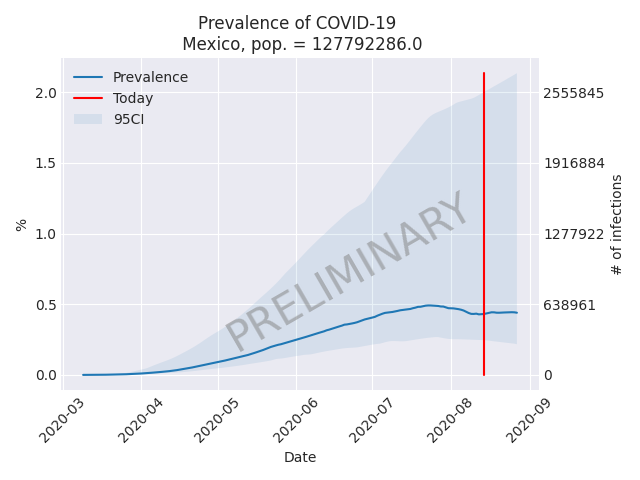 Prevalence of COVID-19
Mexico, pop. = 127792286.0
Prevalence
Today
95CI
2.0
1.5
1.0
0.5
0.0
%
2555845
1916884
1277922
638961
0
# of infections
PRELIMINARY
2020-03
2020-04
2020-05
2020-06
2020-07
2020-08
2020-09
Date